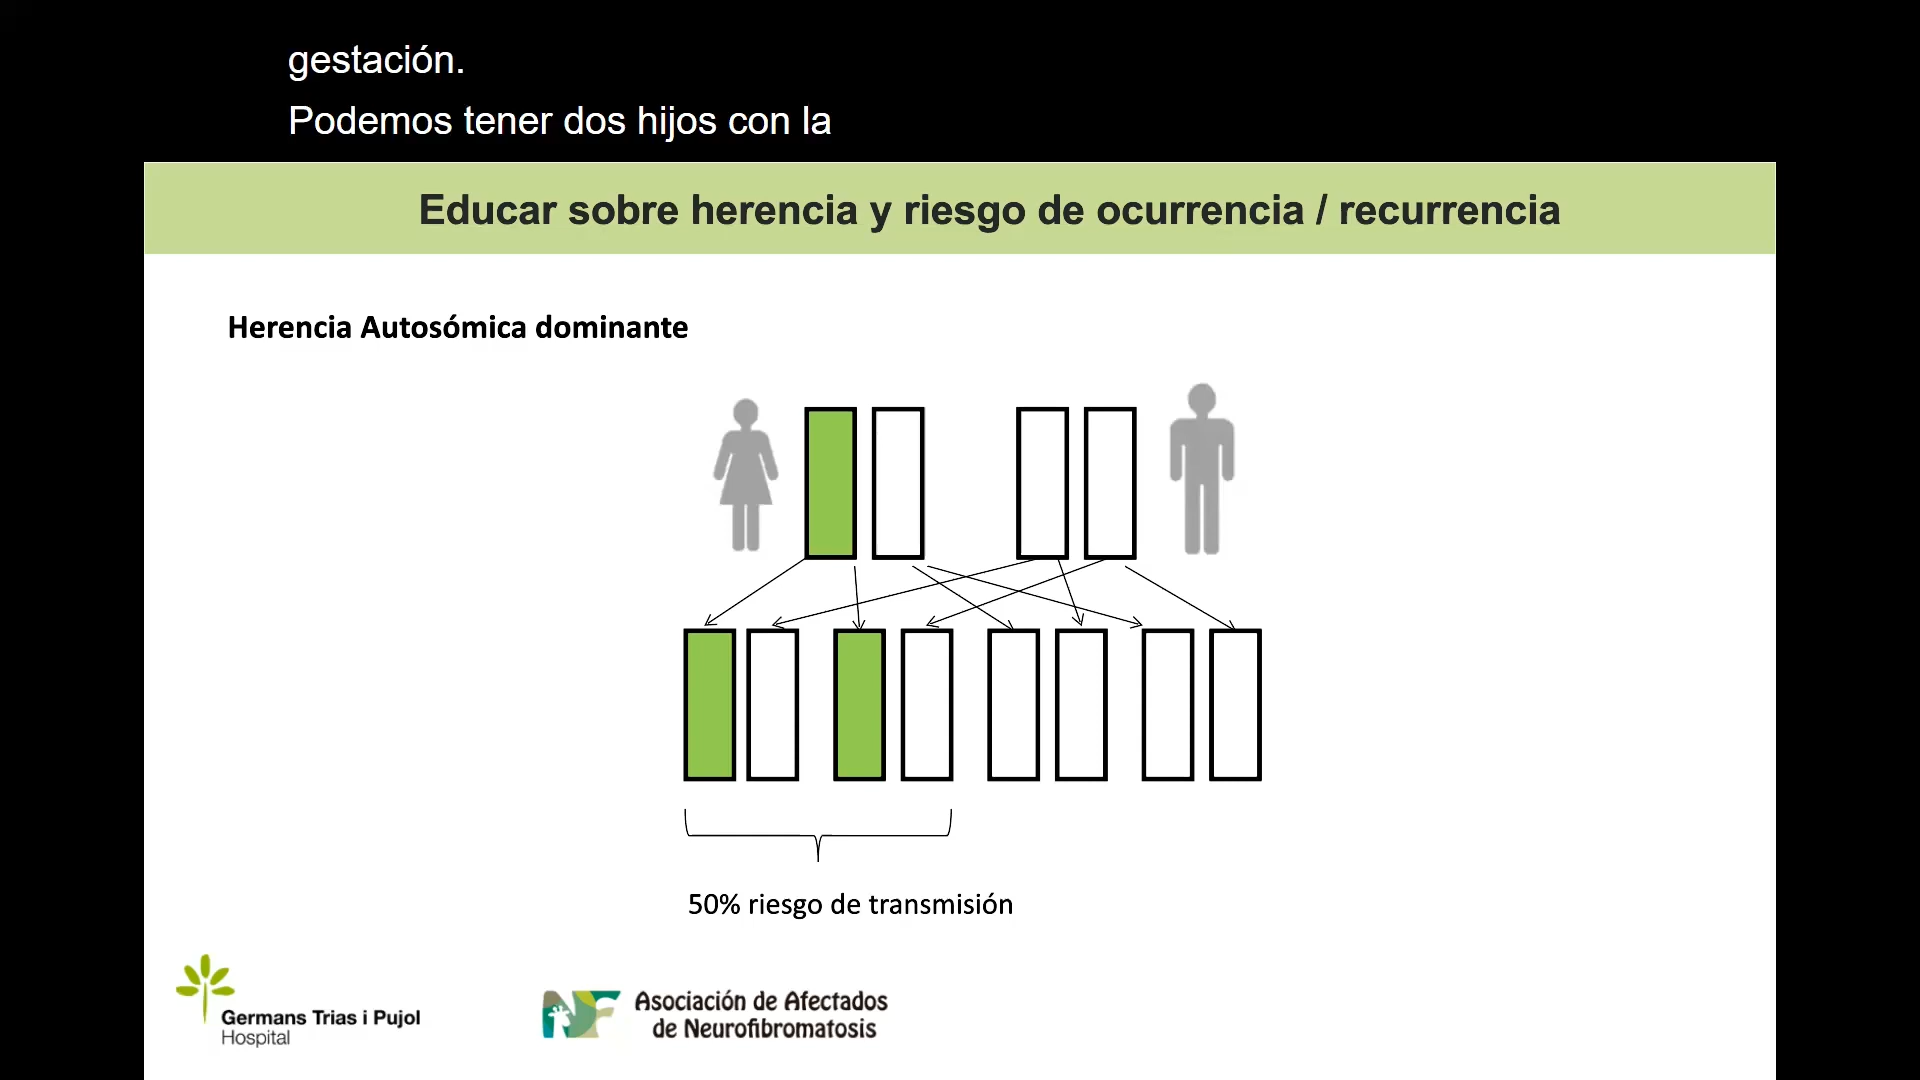 gestación.
Podemos tener dos hijos con la
Educar sobre herencia y riesgo de ocurrencia / recurrencia
Herencia Autosómica dominante
50% riesgo de transmisión
Germans Trias i Pujol
Hospital
NF
Asociación de Afectados
de Neurofibromatosis